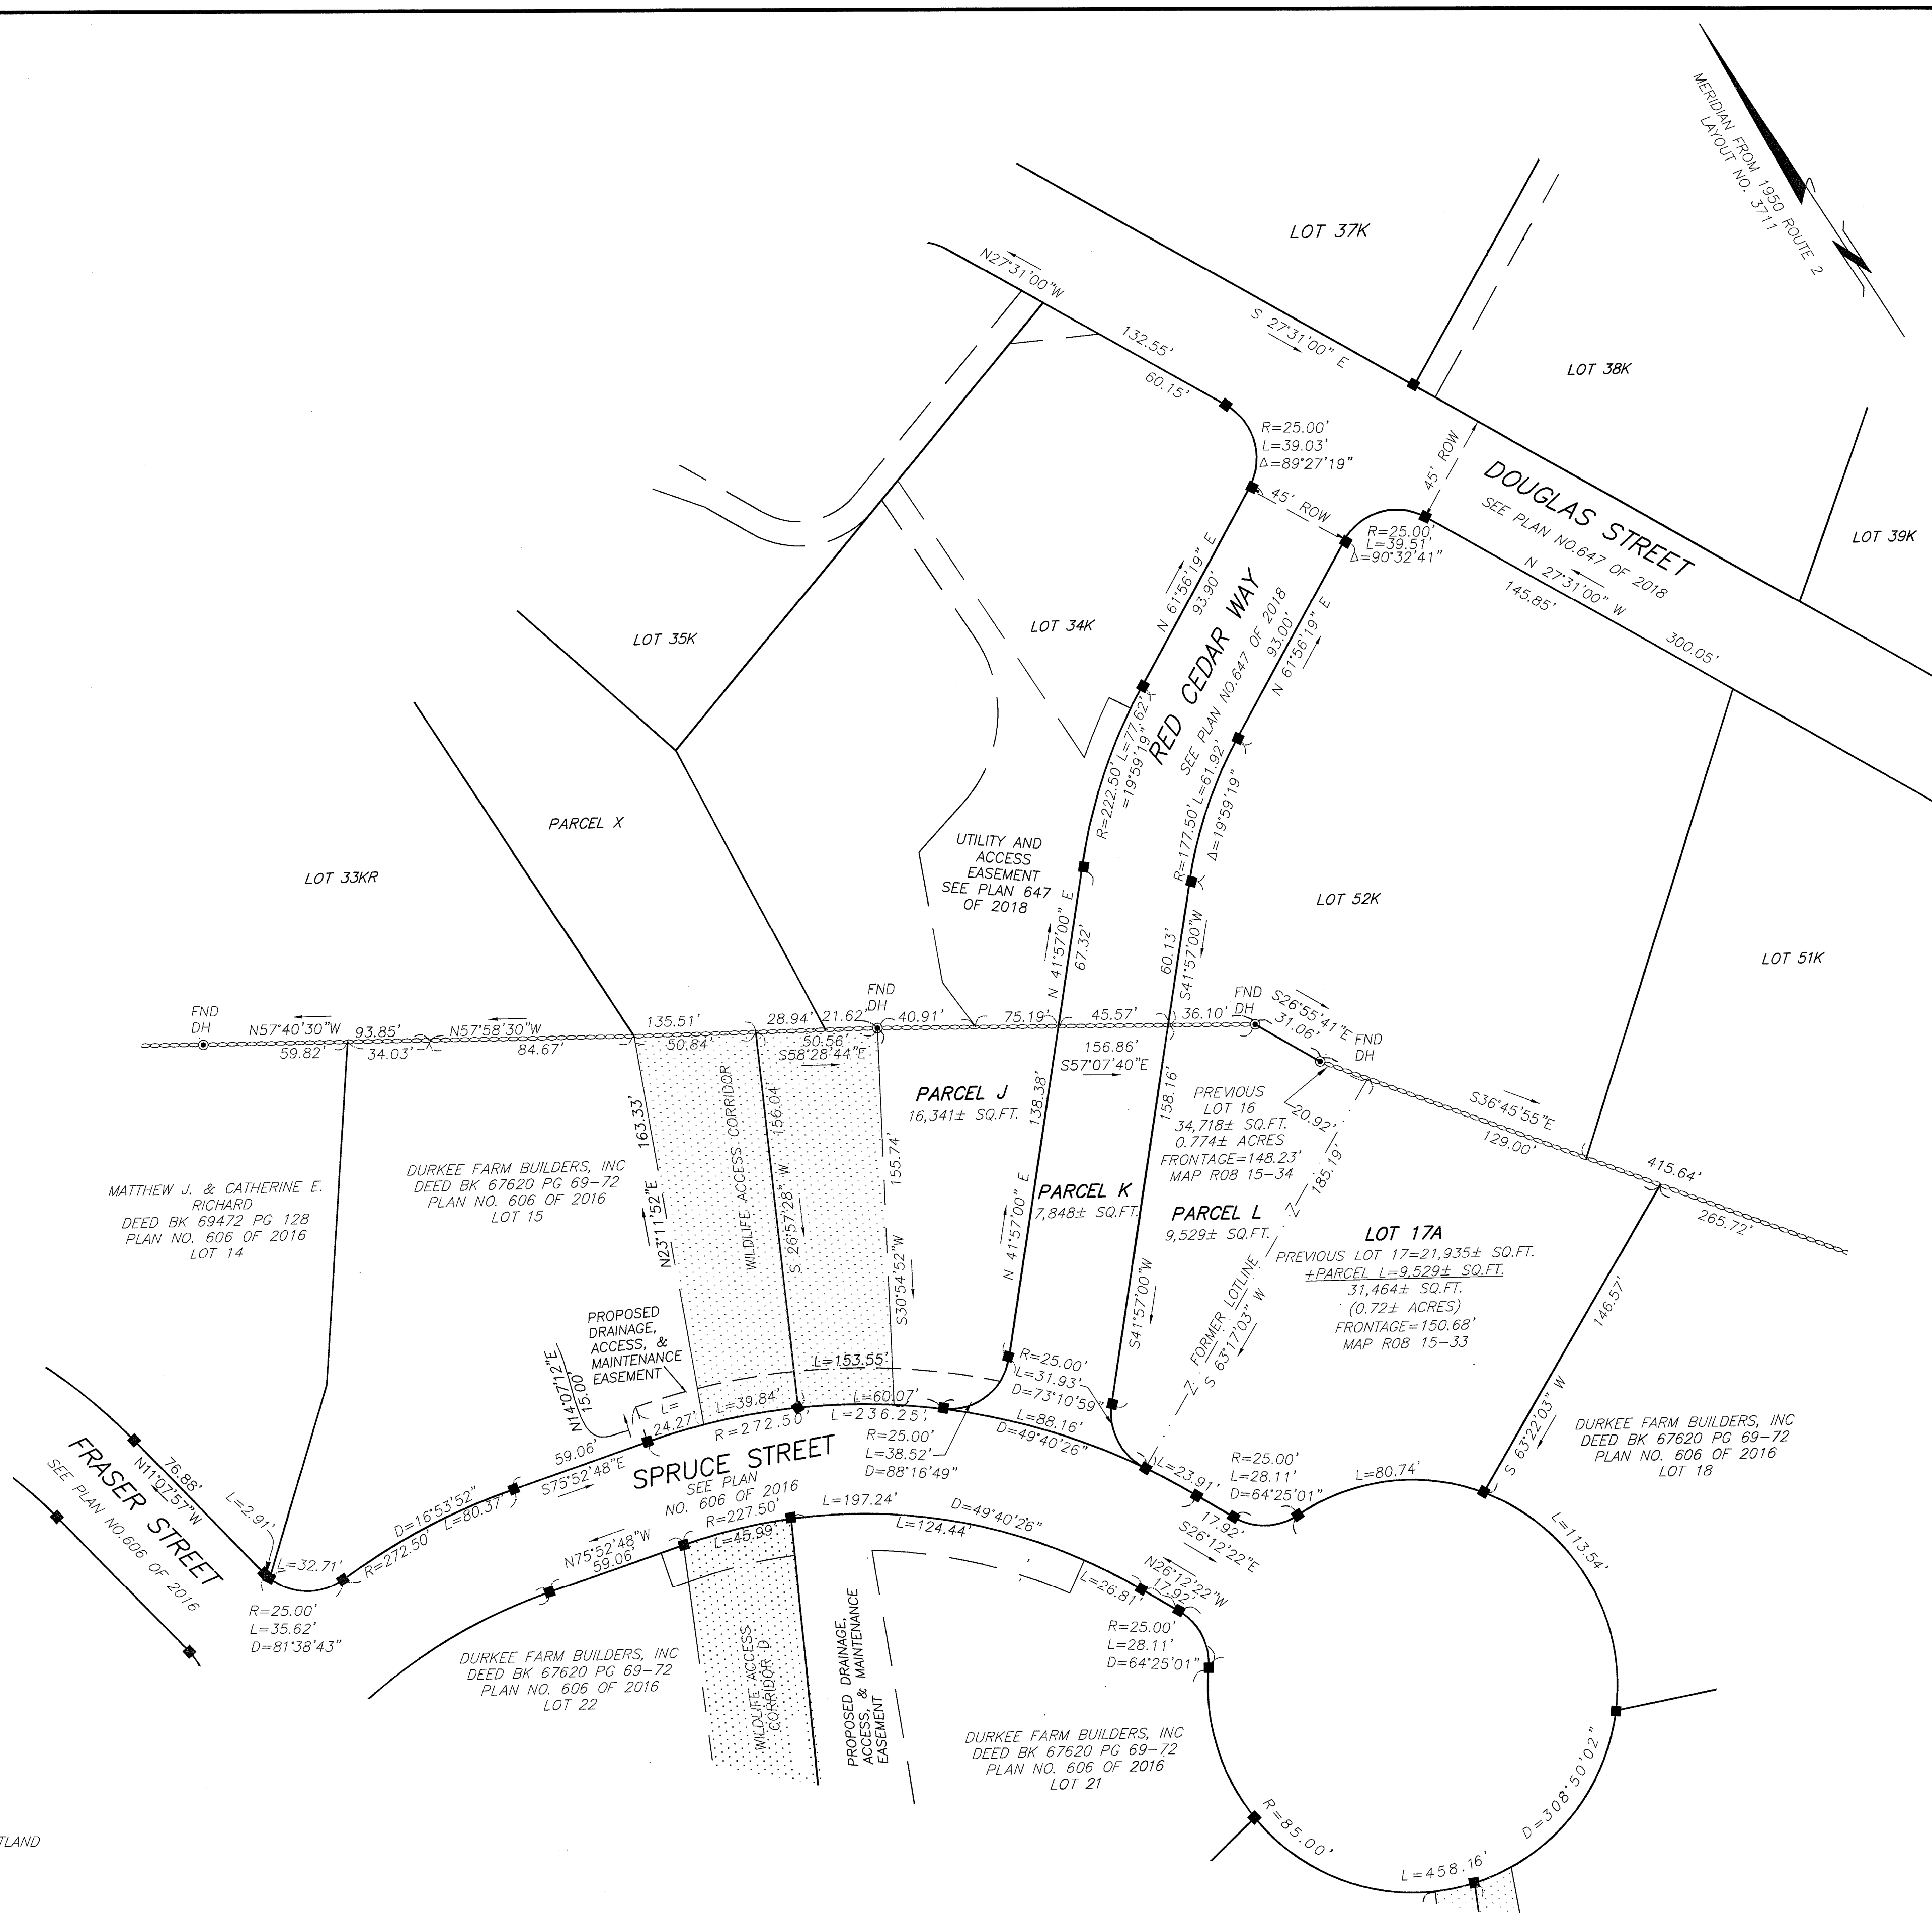 MERIDIAN FROM 1950 ROUTE 2
LAYOUT NO. 3711
LOT 37K
N27°31'00"W
S 27°31'00" E
132.55'
60.15'
LOT 38K
R=25.00'
L=39.03'
Δ=89°27'19"
45' ROW
45' ROW
DOUGLAS STREET
SEE PLAN NO.647 OF 2018
R=25.00'
L=39.51'
Δ=90°32'41"
LOT 39K
N 27°31'00" W
145.85'
300.05'
N 61°56'19" E
93.90'
RED CEDAR WAY
SEE PLAN NO.647 OF 2018
93.00'
N 61°56'19" E
LOT 35K
LOT 34K
R=222.50' L=77.62'
=19°59'19"
R=177.50' L=61.92'
Δ=19°59'19"
PARCEL X
LOT 33KR
UTILITY AND
ACCESS
EASEMENT
SEE PLAN 647
OF 2018
LOT 52K
LOT 51K
N 41°57'00" E
67.32'
60.13'
S41°57'00"W
FND
DH
N57°40'30"W
93.85'
59.82'
34.03'
N57°58'30"W
84.67'
135.51'
50.84'
28.94'
21.62'
50.56'
S58°28'44"E
FND
DH
40.91'
75.19'
45.57'
36.10'
156.86'
S57°07'40"E
FND
DH
S26°55'41"E
31.06'
FND
DH
20.92'
S36°45'55"E
129.00'
415.64'
265.72'
163.33'
N23°11'52"E
WILDLIFE ACCESS CORRIDOR
156.04'
S 26°57'28" W
155.74'
S30°54'52"W
PARCEL J
16,341± SQ.FT.
138.38'
N 41°57'00" E
158.16'
S41°57'00"W
PREVIOUS
LOT 16
34,718± SQ.FT.
0.774± ACRES
FRONTAGE=148.23'
MAP R08 15-34
185.19'
PARCEL K
7,848± SQ.FT.
PARCEL L
9,529± SQ.FT.
LOT 17A
PREVIOUS LOT 17=21,935± SQ.FT.
+PARCEL L=9,529± SQ.FT.
31,464± SQ.FT.
(0.72± ACRES)
FRONTAGE=150.68'
MAP R08 15-33
Z FORMER LOTLINE Z
S 63°17'03" W
146.57'
S 63°22'03" W
MATTHEW J. & CATHERINE E.
RICHARD
DEED BK 69472 PG 128
PLAN NO. 606 OF 2016
LOT 14
DURKEE FARM BUILDERS, INC
DEED BK 67620 PG 69-72
PLAN NO. 606 OF 2016
LOT 15
PROPOSED
DRAINAGE,
ACCESS, &
MAINTENANCE
EASEMENT
N14°07'12"E
15.00'
L=153.55'
L=
24.27'
L=39.84'
L=60.07'
R=272.50'
L=236.25'
R=25.00'
L=31.93'
D=73°10'59"
L=88.16'
D=49°40'26"
R=25.00'
L=38.52'
D=88°16'49"
L=23.91'
R=25.00'
L=28.11'
D=64°25'01"
L=80.74'
17.92'
S26°12'22"E
DURKEE FARM BUILDERS, INC
DEED BK 67620 PG 69-72
PLAN NO. 606 OF 2016
LOT 18
L=113.54'
FRASER STREET
SEE PLAN NO.606 OF 2016
76.88'
N11°07'57"W
L=2.91'
L=32.71'
R=25.00'
L=35.62'
D=81°38'43"
D=16°53'52"
L=80.37'
R=272.50'
59.06'
S75°52'48"E
SPRUCE STREET
SEE PLAN
NO. 606 OF 2016
R=227.50'
L=45.99'
N75°52'48"W
59.06'
L=197.24'
L=124.44'
D=49°40'26"
L=26.81'
N26°12'22"W
17.92'
R=25.00'
L=28.11'
D=64°25'01"
DURKEE FARM BUILDERS, INC
DEED BK 67620 PG 69-72
PLAN NO. 606 OF 2016
LOT 22
WILDLIFE ACCESS
CORRIDOR D
PROPOSED DRAINAGE,
ACCESS, & MAINTENANCE
EASEMENT
DURKEE FARM BUILDERS, INC
DEED BK 67620 PG 69-72
PLAN NO. 606 OF 2016
LOT 21
R=85.00'
L=458.16'
D=308°50'02"
TLAND